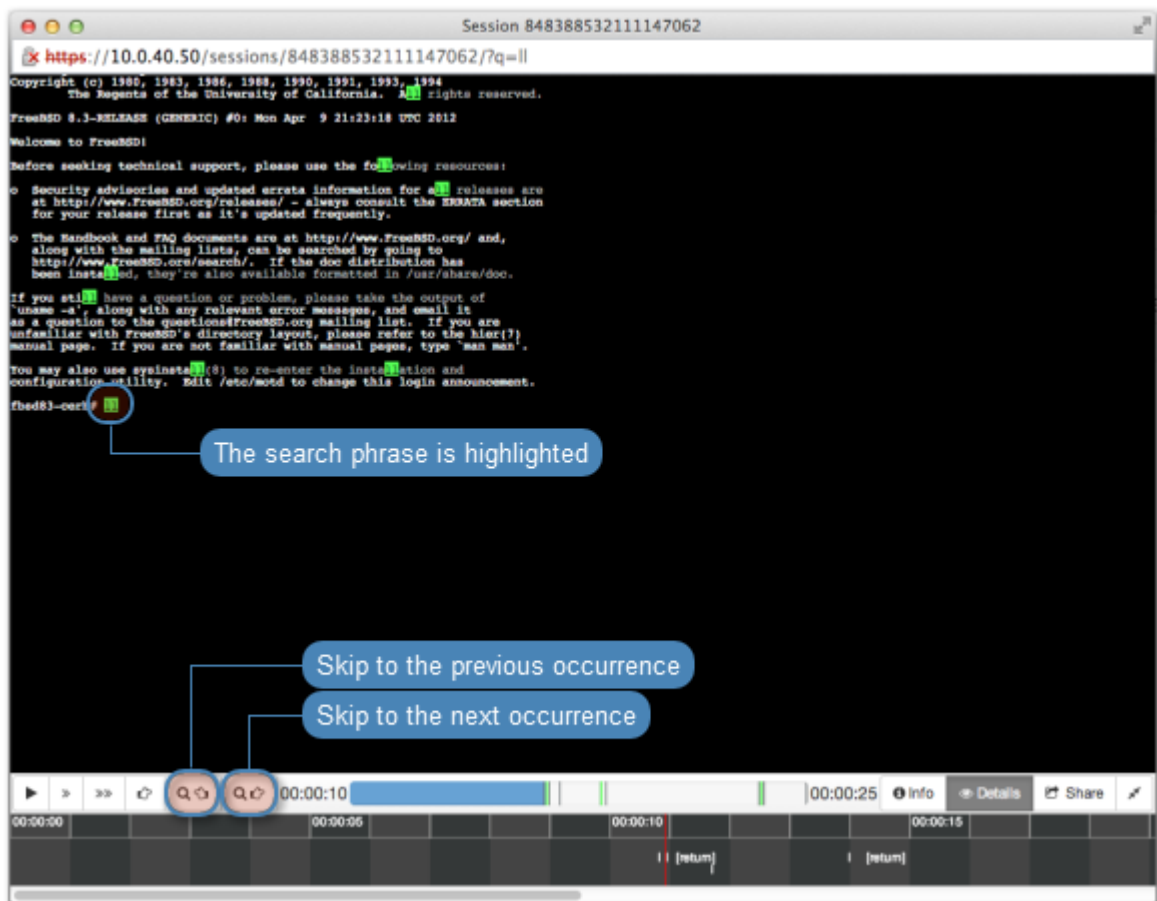 Session 848388532111147062
https://10.0.40.50/sessions/848388532111147062/?q=ll
Copyright (c) 1980, 1983, 1986, 1988, 1990, 1991, 1993, 1994
The Regents of the University of California. All rights reserved.
FreeBSD 8.3-RELEASE (GENERIC) #0: Mon Apr 9 21:23:18 UTC 2012
Welcome to FreeBSD!
Before seeking technical support, please use the following resources:
o Security advisories and updated errata information for all releases are
at http://www.FreeBSD.org/releases/ - always consult the ERRATA section
for your release first as it's updated frequently.
o The Handbook and FAQ documents are at http://www.FreeBSD.org/ and,
along with the mailing lists, can be searched by going to
http://www.FreeBSD.org/search/. If the doc distribution has
been installed, they're also available formatted in /usr/share/doc.
If you still have a question or problem, please take the output of
`uname -a', along with any relevant error messages, and email it
as a question to the questions@FreeBSD.org mailing list. If you are
unfamiliar with FreeBSD's directory layout, please refer to the hier(7)
manual page. If you are not familiar with manual pages, type `man man'.
You may also use sysinstall(8) to re-enter the installation and
configuration utility. Edit /etc/motd to change this login announcement.
fbsd83-cerb# ll
The search phrase is highlighted
Skip to the previous occurrence
Skip to the next occurrence
00:00:10 00:00:25 Info Details Share
00:00:00 00:00:05 00:00:10 00:00:15
l l [return] l [return]